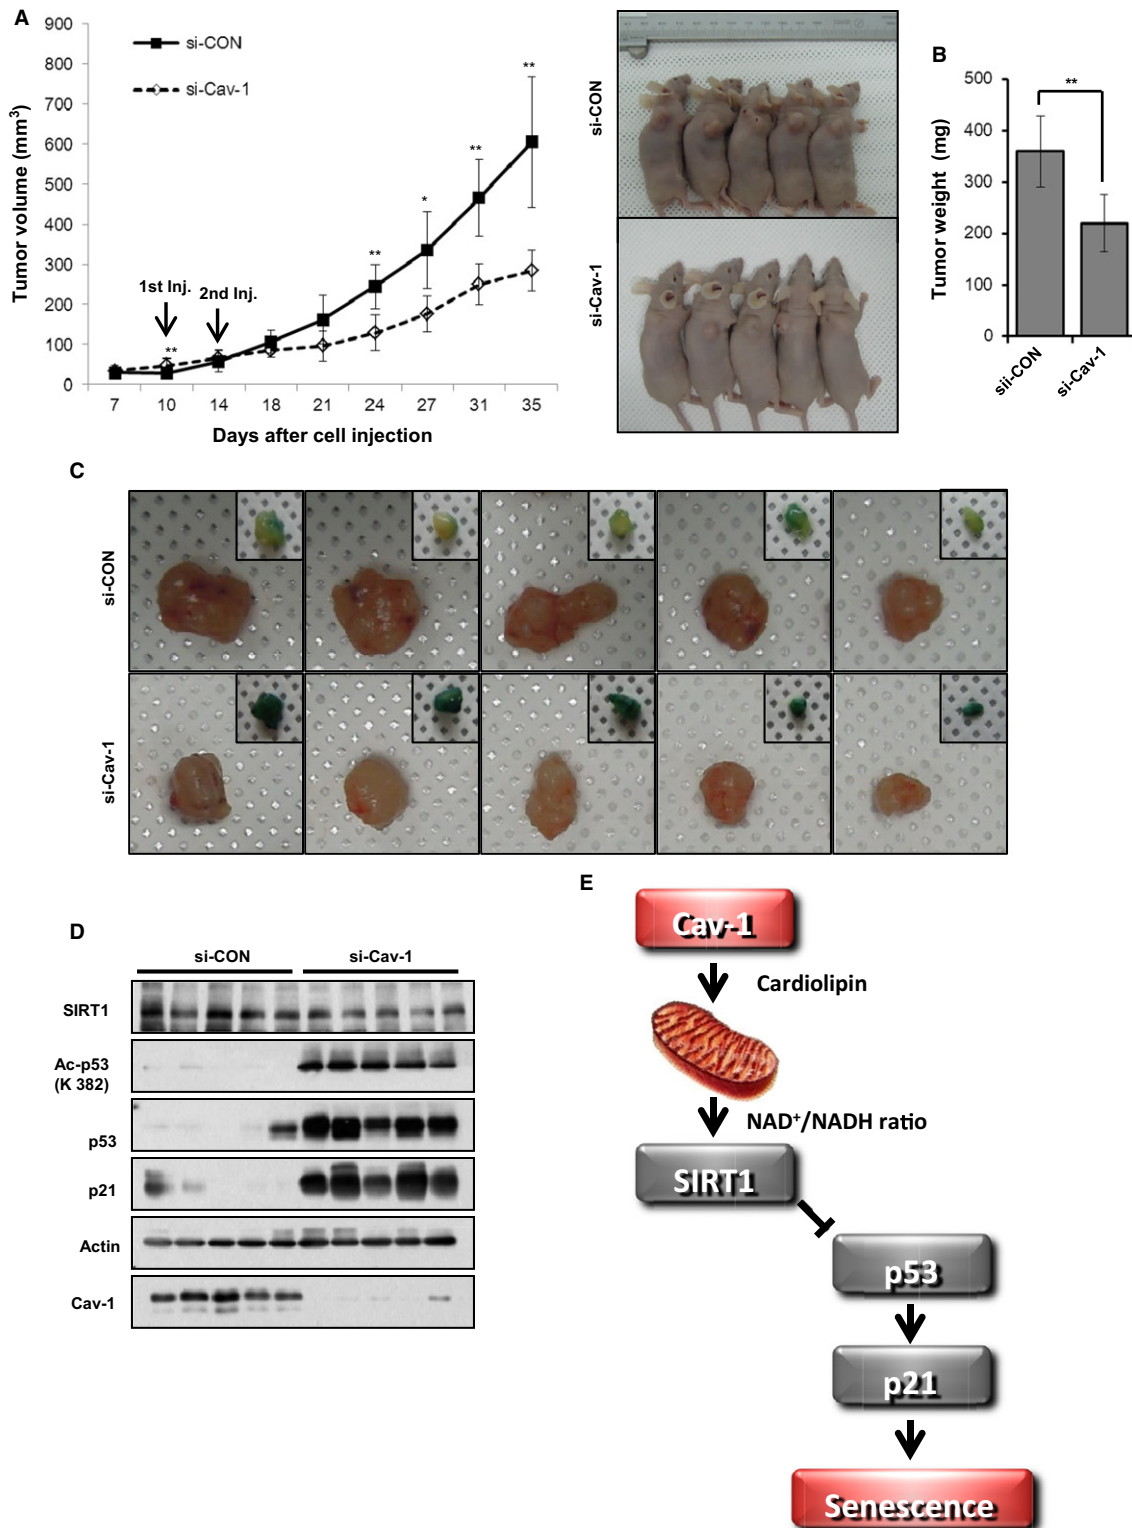 A
900
800
700
600
500
400
300
200
100
0
Tumor volume (mm³)
si-CON
si-Cav-1
1st Inj.
2nd Inj.
**
**
*
**
**
7 10 14 18 21 24 27 31 35
Days after cell injection
si-CON
si-Cav-1
B
500
400
300
200
100
0
Tumor weight (mg)
**
sii-CON
si-Cav-1
C
si-CON
si-Cav-1
D
si-CON si-Cav-1
SIRT1
Ac-p53
(K 382)
p53
p21
Actin
Cav-1
E
Cav-1
Cardiolipin
NAD⁺/NADH ratio
SIRT1
p53
p21
Senescence